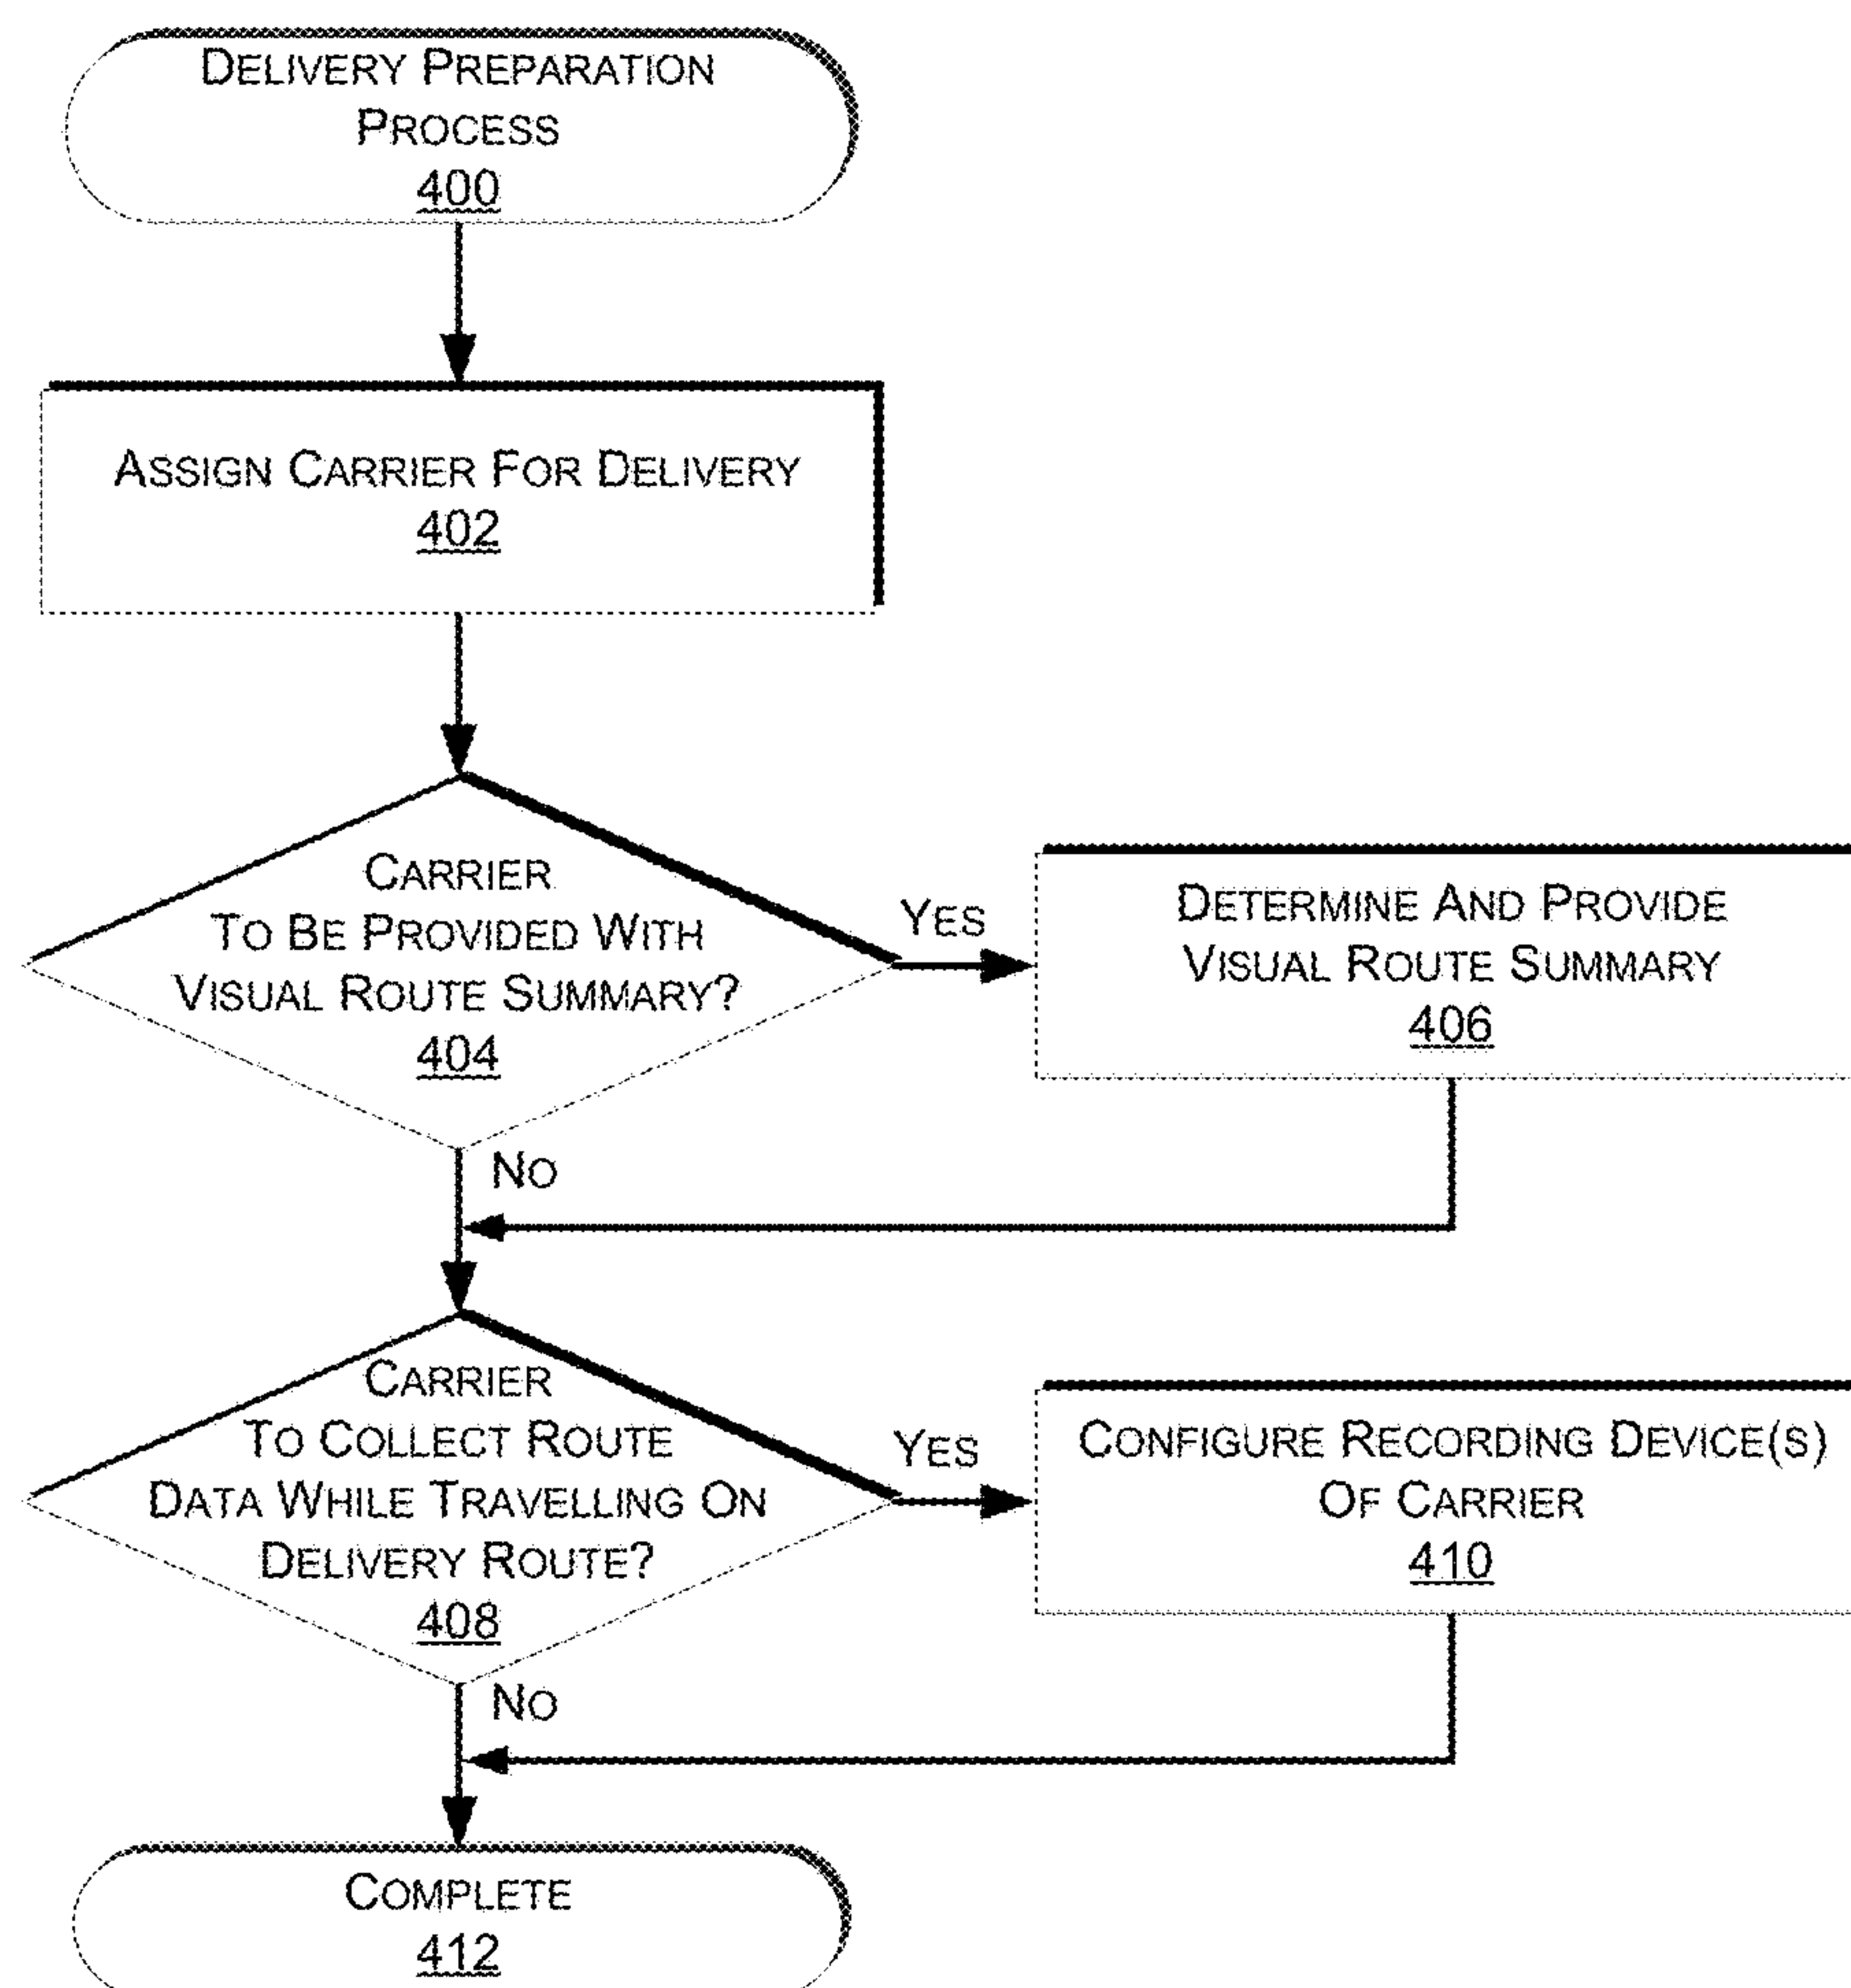 DELIVERY PREPARATION
PROCESS
400
ASSIGN CARRIER FOR DELIVERY
402
CARRIER
TO BE PROVIDED WITH
VISUAL ROUTE SUMMARY?
404
YES
DETERMINE AND PROVIDE
VISUAL ROUTE SUMMARY
406
NO
CARRIER
TO COLLECT ROUTE
DATA WHILE TRAVELLING ON
DELIVERY ROUTE?
408
YES
CONFIGURE RECORDING DEVICE(S)
OF CARRIER
410
NO
COMPLETE
412